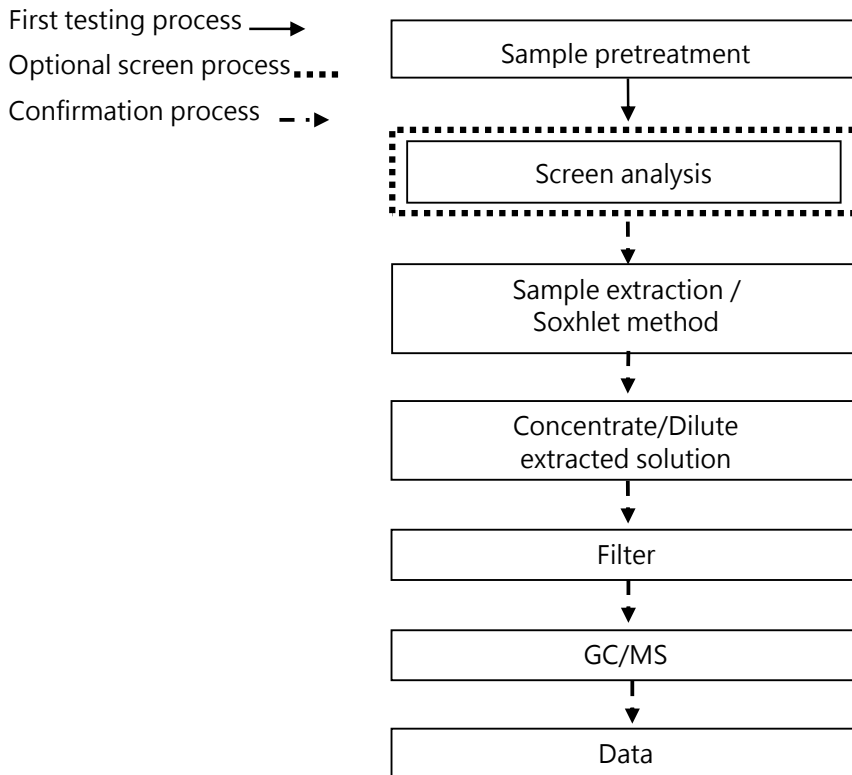 First testing process
Optional screen process
Confirmation process
Sample pretreatment
Screen analysis
Sample extraction /
Soxhlet method
Concentrate/Dilute
extracted solution
Filter
GC/MS
Data